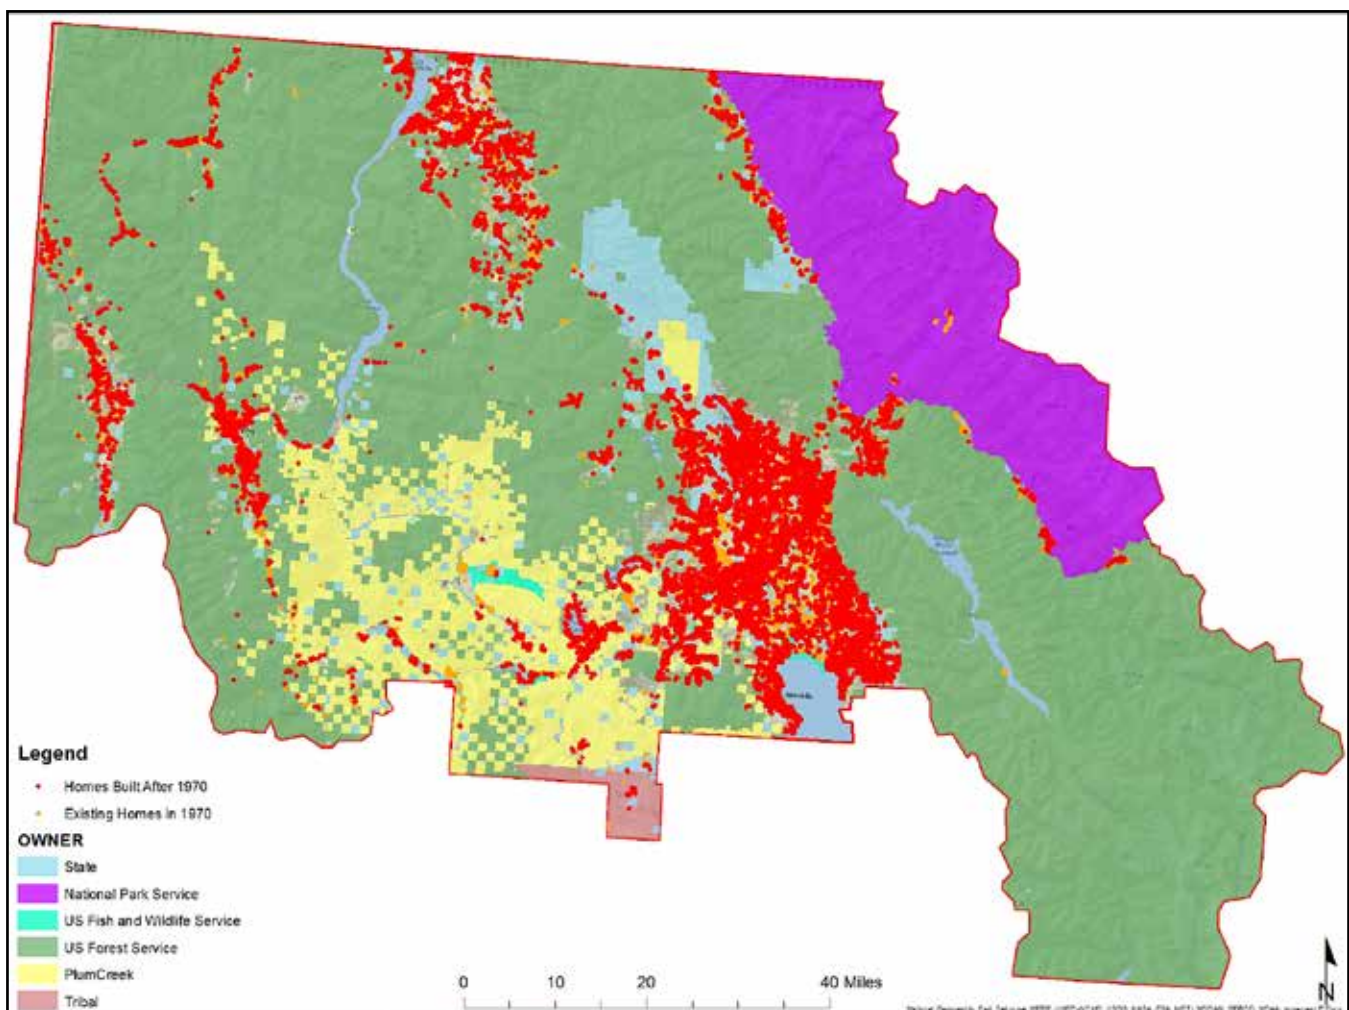 Legend
Homes Built After 1970
Existing Homes in 1970
OWNER
State
National Park Service
US Fish and Wildlife Service
US Forest Service
PlumCreek
Tribal
0 20 40 Miles
N